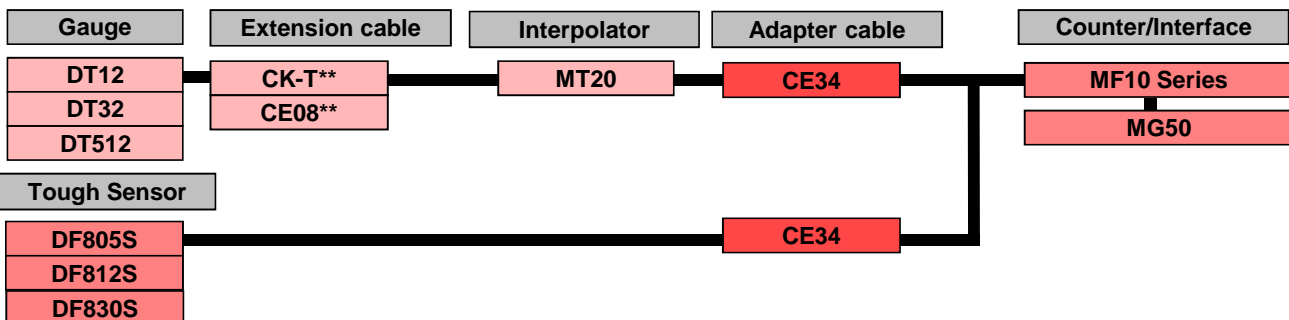 Gauge
Extension cable
Interpolator
Adapter cable
Counter/Interface
DT12
CK-T**
MT20
CE34
MF10 Series
DT32
CE08**
MG50
DT512
Tough Sensor
DF805S
CE34
DF812S
DF830S